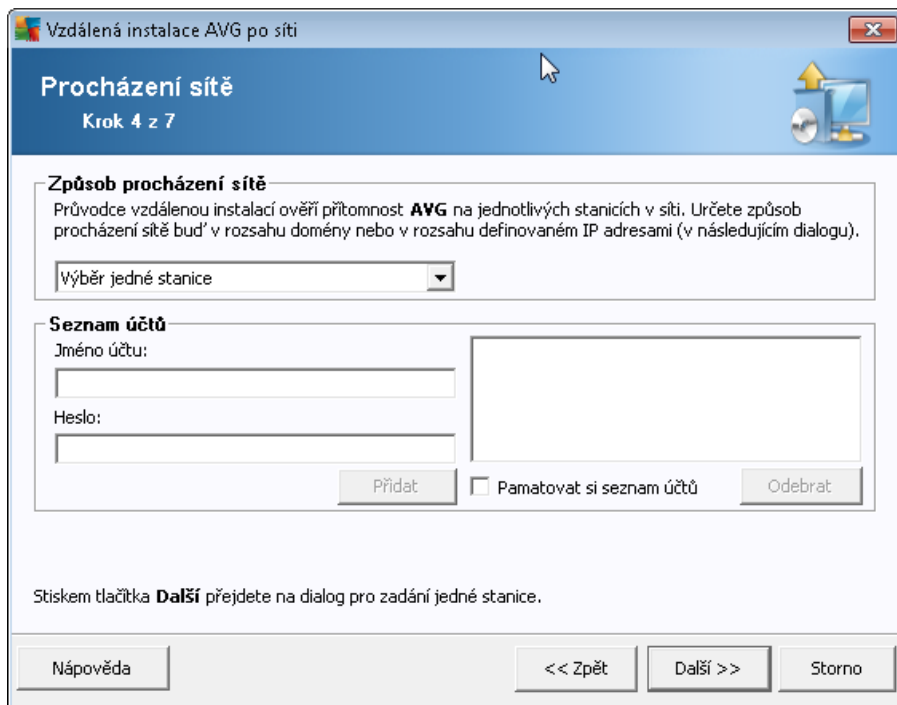 Vzdálená instalace AVG po síti
Procházení sítě
Krok 4 z 7
Způsob procházení sítě
Průvodce vzdálenou instalací ověří přítomnost AVG na jednotlivých stanicích v síti. Určete způsob
procházení sítě buď v rozsahu domény nebo v rozsahu definovaném IP adresami (v následujícím dialogu).
Výběr jedné stanice
Seznam účtů
Jméno účtu:
Heslo:
Přidat
Pamatovat si seznam účtů
Odebrat
Stiskem tlačítka Další přejdete na dialog pro zadání jedné stanice.
Nápověda
<< Zpět
Další >>
Storno